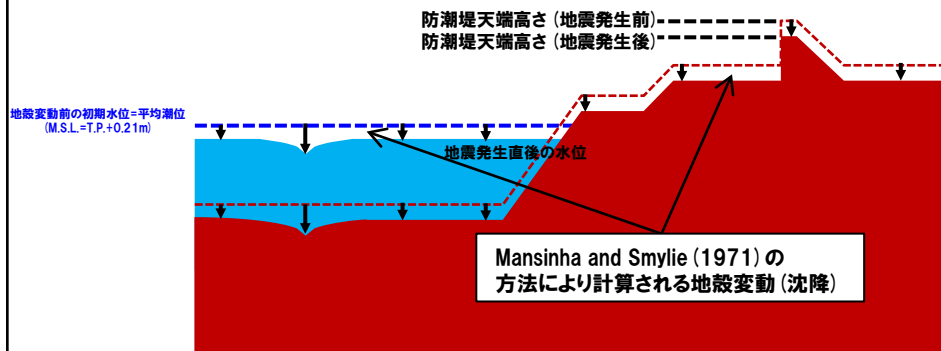 防潮堤天端高さ(地震発生前)
防潮堤天端高さ(地震発生後)
地殻変動前の初期水位=平均潮位
(M.S.L.=T.P.+0.21m)
地震発生直後の水位
Mansinha and Smylie(1971)の
方法により計算される地殻変動(沈降)